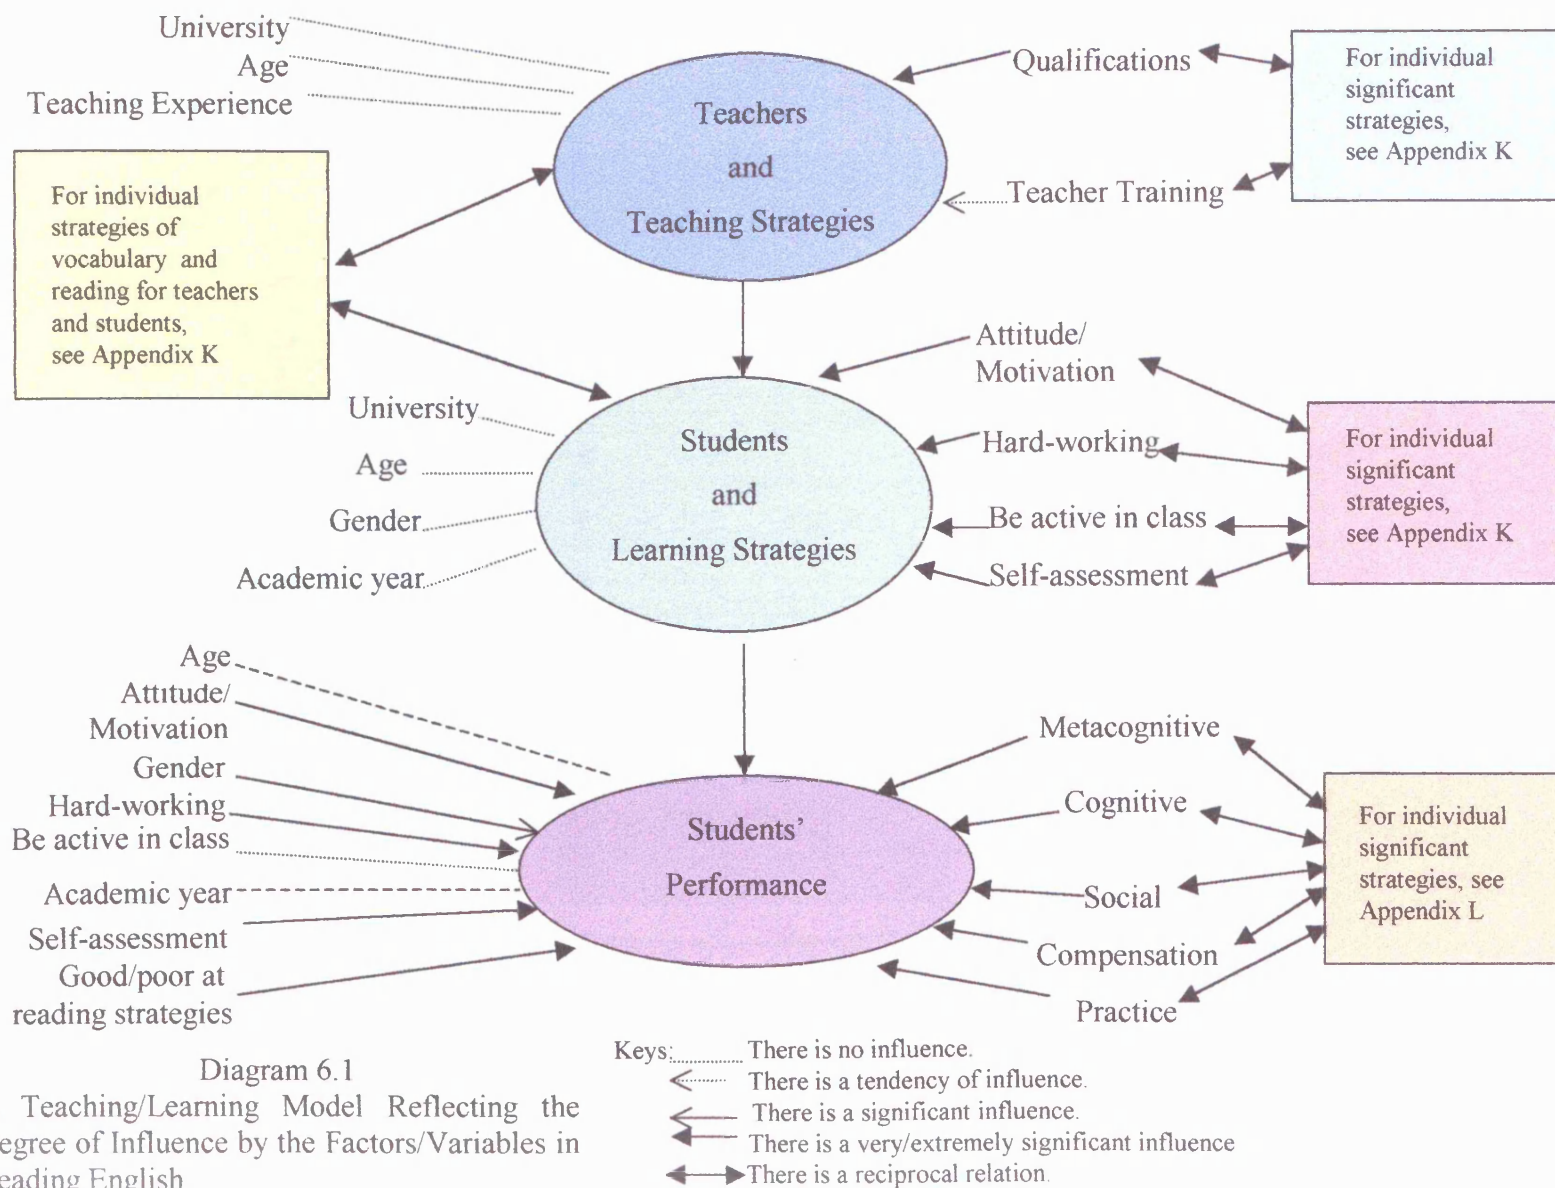 University
Age
Teaching Experience
Teachers
and
Teaching Strategies
Qualifications
Teacher Training
For individual
significant
strategies,
see Appendix K
For individual
strategies of
vocabulary and
reading for teachers
and students,
see Appendix K
University
Age
Gender
Academic year
Students
and
Learning Strategies
Attitude/
Motivation
Hard-working
Be active in class
Self-assessment
For individual
significant
strategies,
see Appendix K
Age
Attitude/
Motivation
Gender
Hard-working
Be active in class
Academic year
Self-assessment
Good/poor at
reading strategies
Students’
Performance
Metacognitive
Cognitive
Social
Compensation
Practice
For individual
significant
strategies, see
Appendix L
Diagram 6.1
Teaching/Learning Model Reflecting the
egree of Influence by the Factors/Variables in
eading English
Keys:
There is no influence.
There is a tendency of influence.
There is a significant influence.
There is a very/extremely significant influence
There is a reciprocal relation.